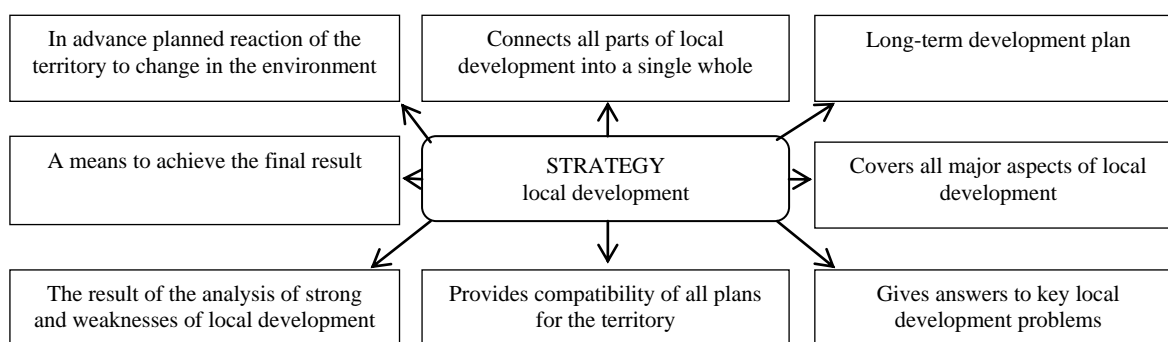 In advance planned reaction of the
territory to change in the environment
Connects all parts of local
development into a single whole
Long-term development plan
A means to achieve the final result
STRATEGY
local development
Covers all major aspects of local
development
The result of the analysis of strong
and weaknesses of local development
Provides compatibility of all plans
for the territory
Gives answers to key local
development problems